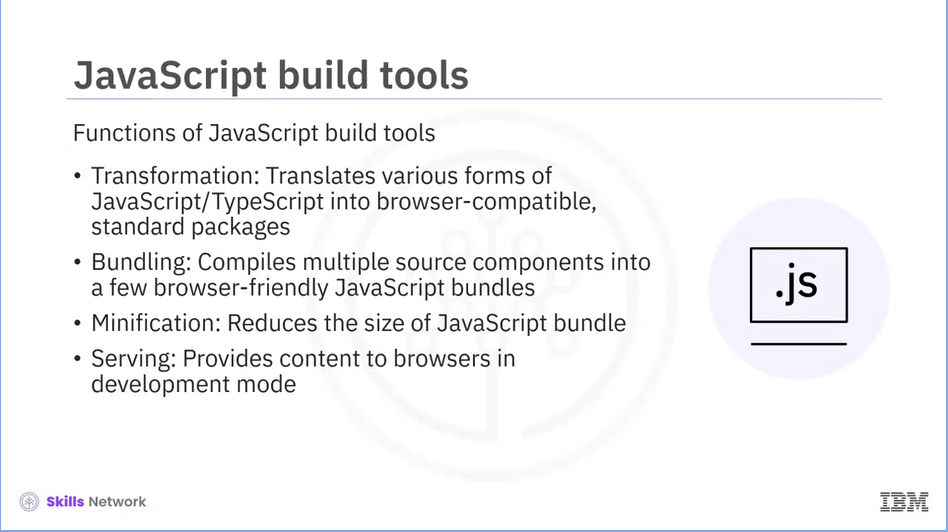 JavaScript build tools
Functions of JavaScript build tools
• Transformation: Translates various forms of
JavaScript/TypeScript into browser-compatible,
standard packages
• Bundling: Compiles multiple source components into
a few browser-friendly JavaScript bundles
• Minification: Reduces the size of JavaScript bundle
• Serving: Provides content to browsers in
development mode
.js
Skills Network
IBM